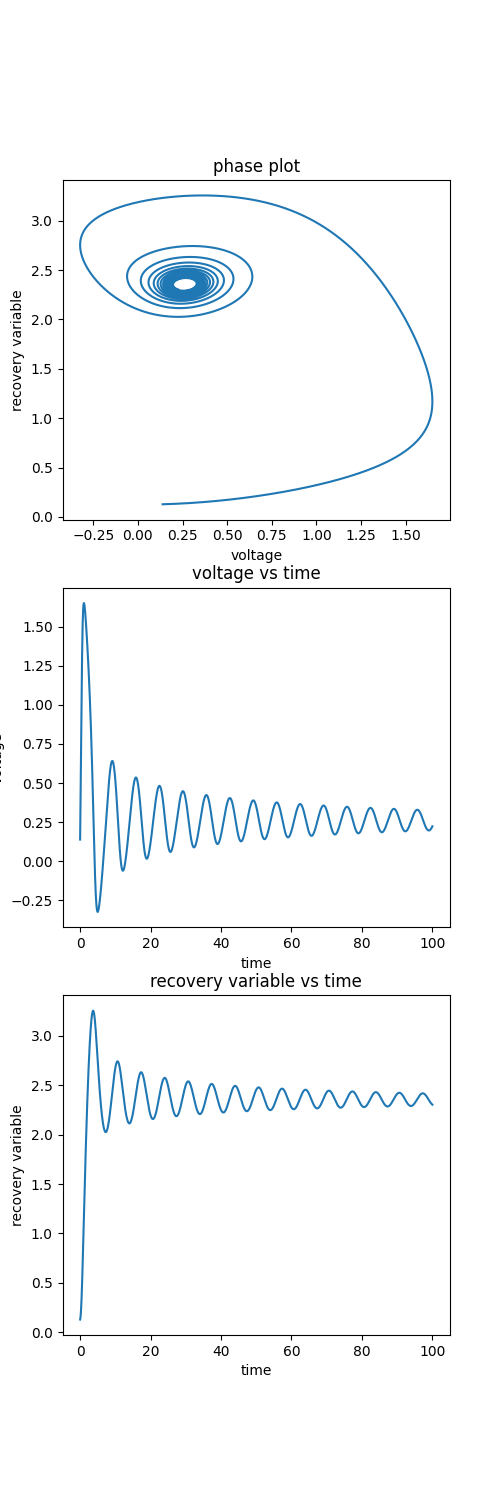 phase plot
3.0
2.5
2.0
1.5
1.0
0.5
0.0
recovery variable
−0.25 0.00 0.25 0.50 0.75 1.00 1.25 1.50
voltage
voltage vs time
1.50
1.25
1.00
0.75
0.50
0.25
0.00
−0.25
0 20 40 60 80 100
time
recovery variable vs time
3.0
2.5
2.0
1.5
1.0
0.5
0.0
recovery variable
0 20 40 60 80 100
time